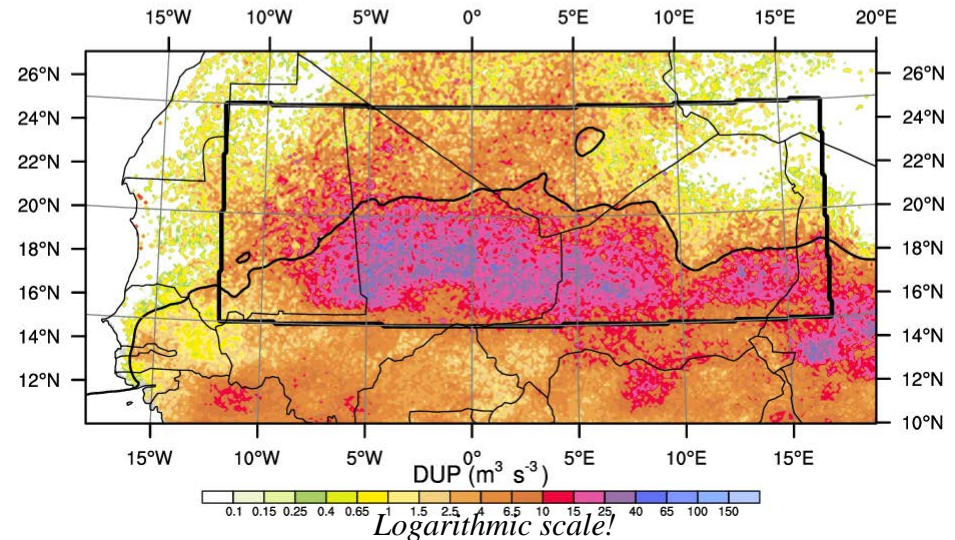 15°W 10°W 5°W 0° 5°E 10°E 15°E 20°E
26°N 26°N
24°N 24°N
22°N 22°N
20°N 20°N
18°N 18°N
16°N 16°N
14°N 14°N
12°N 12°N
10°N
15°W 10°W 5°W 0° 5°E 10°E 15°E
DUP (m³ s⁻³)
0.1 0.15 0.25 0.4 0.65 1 1.5 2.5 4 6.5 10 15 25 40 65 100 150
Logarithmic scale!